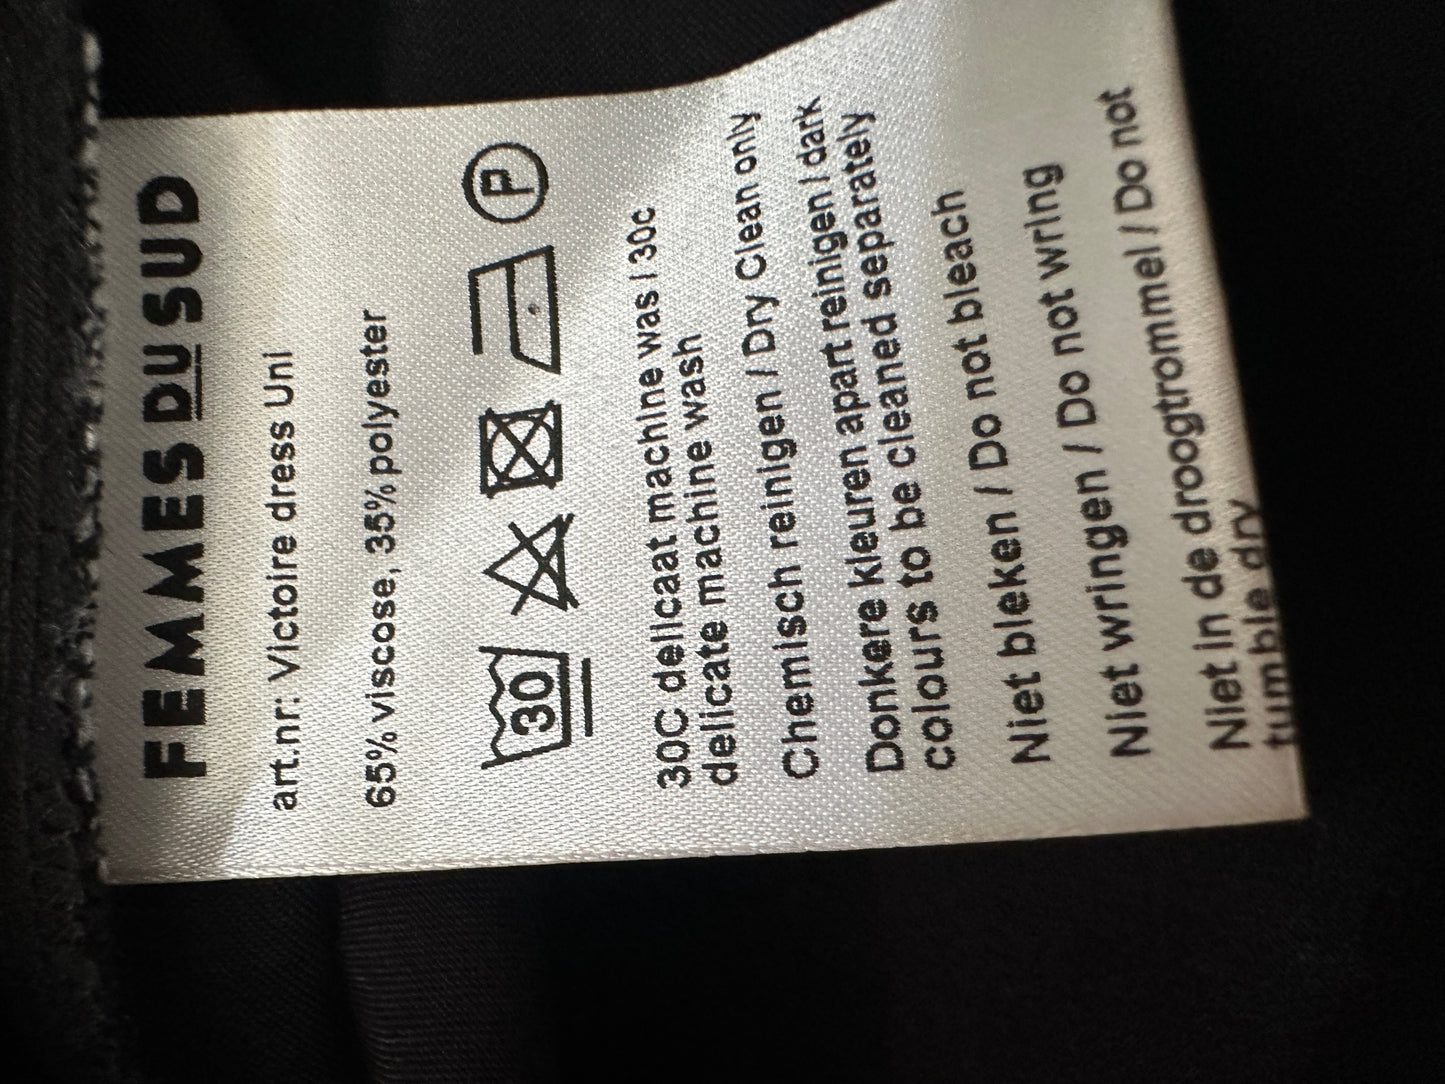 FEMMES DU SUD
art.nr: Victoire dress Uni
65% viscose, 35% polyester
30 P
30C delicaat machine was / 30c
delicate machine wash
Chemisch reinigen / Dry Clean only
Donkere kleuren apart reinigen / dark
colours to be cleaned separately
Niet bleken / Do not bleach
Niet wringen / Do not wring
Niet in de droogtrommel / Do not
tumble dry